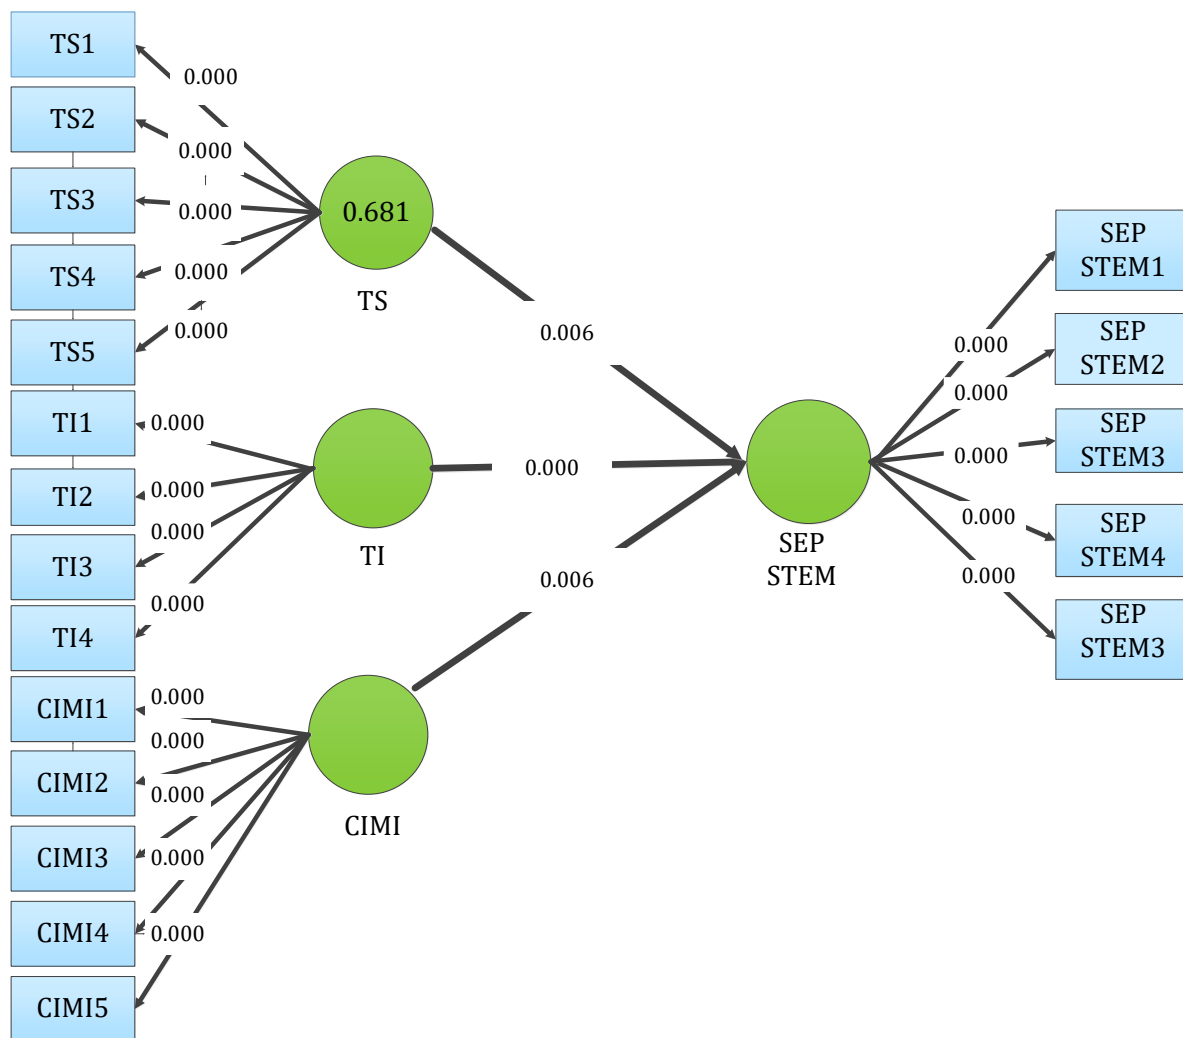 TS1
TS2
TS3
TS4
TS5
TI1
TI2
TI3
TI4
CIMI1
CIMI2
CIMI3
CIMI4
CIMI5
0.000
0.000
0.000
0.000
0.000
0.000
0.000
0.000
0.000
0.000
0.000
0.000
0.000
0.000
0.681
TS
TI
CIMI
0.006
0.000
0.006
SEP
STEM
0.000
0.000
0.000
0.000
0.000
SEP
STEM1
SEP
STEM2
SEP
STEM3
SEP
STEM4
SEP
STEM3